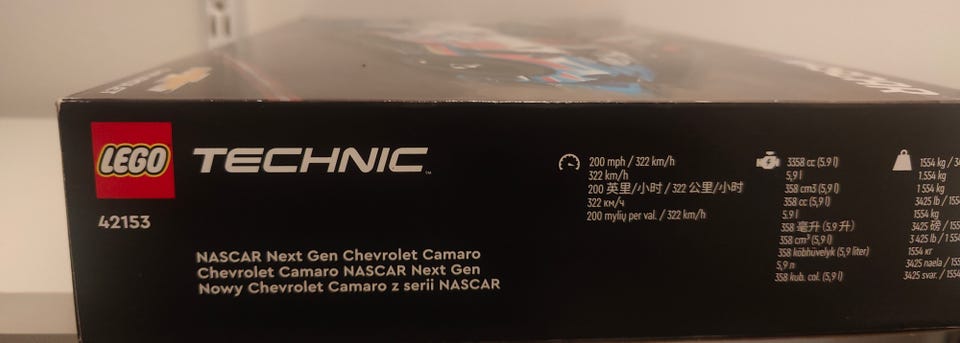 LEGO TECHNIC
42153
NASCAR Next Gen Chevrolet Camaro
Chevrolet Camaro NASCAR Next Gen
Nowy Chevrolet Camaro z serii NASCAR
200 mph / 322 km/h
322 km/h
200 英里/小时 / 322 公里/小时
322 км/ч
200 mylių per val. / 322 km/h
3358 cc (5.9 l)
5,9 l
358 cm3 (5,9 l)
358 cc (5,9 l)
5.9 l
358 毫升 (5.9 升)
358 cm³ (5,9 l)
358 köbhüvelyk (5,9 liter)
5,9 л
358 kub. col. (5,9 l)
1554 kg /
1.554 kg
1 554 kg
3425 lb /
1554 kg
3425 磅 /
3 425 lb /
1554 кг
3425 naela /
3425 svar. /